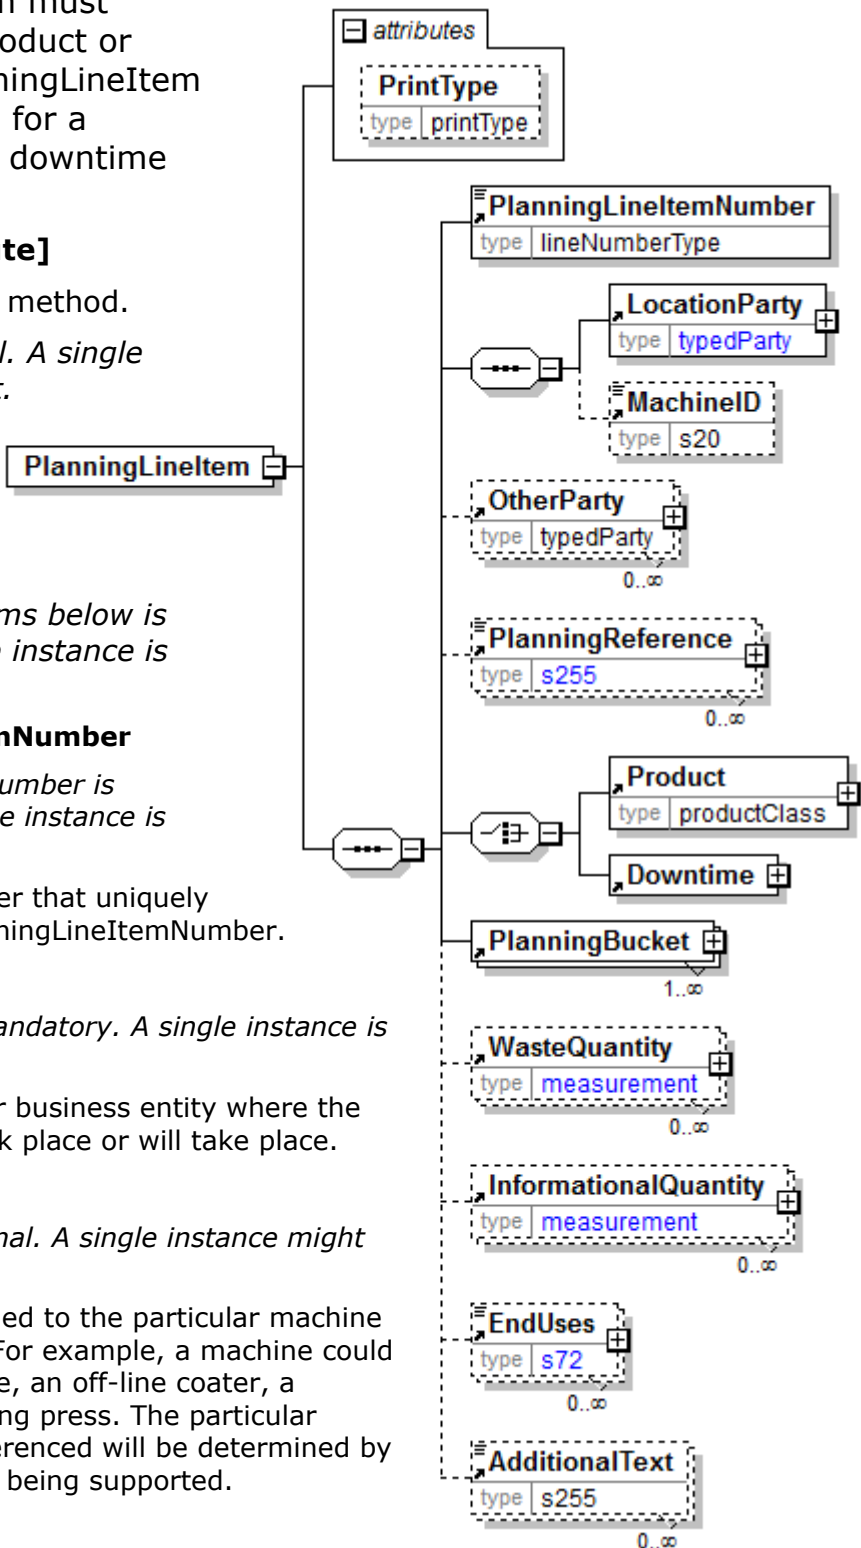 must
oduct or
ningLineItem
for a
downtime
te]
method.
l. A single
t.
ms below is
e instance is
mNumber
umber is
e instance is
er that uniquely
ningLineItemNumber.
andatory. A single instance is
r business entity where the
k place or will take place.
nal. A single instance might
ed to the particular machine
For example, a machine could
e, an off-line coater, a
ng press. The particular
erenced will be determined by
being supported.
attributes
PrintType
type printType
PlanningLineItem
PlanningLineItemNumber
type lineNumberType
LocationParty
type typedParty
MachineID
type s20
OtherParty
type typedParty
0..∞
PlanningReference
type s255
0..∞
Product
type productClass
Downtime
PlanningBucket
1..∞
WasteQuantity
type measurement
0..∞
InformationalQuantity
type measurement
0..∞
EndUses
type s72
0..∞
AdditionalText
type s255
0..∞